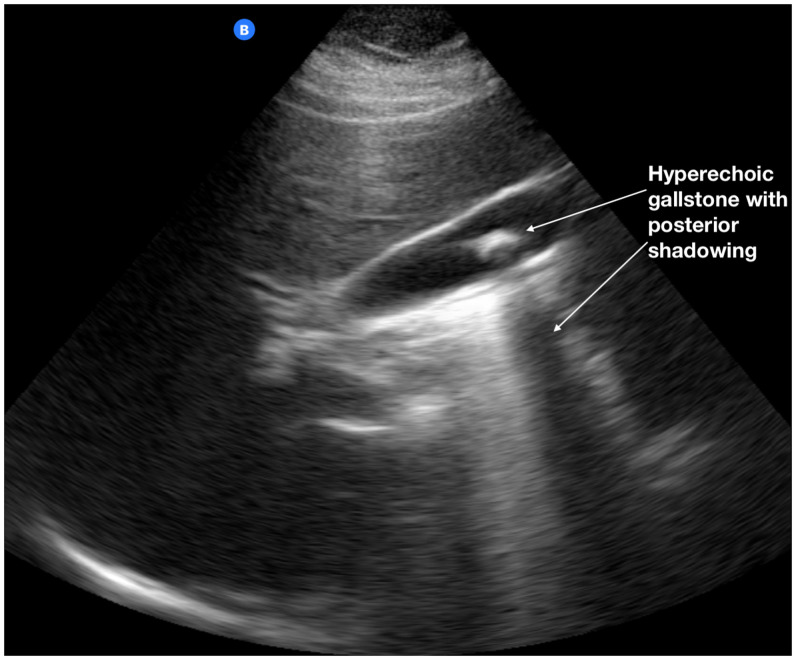 B
Hyperechoic
gallstone with
posterior
shadowing